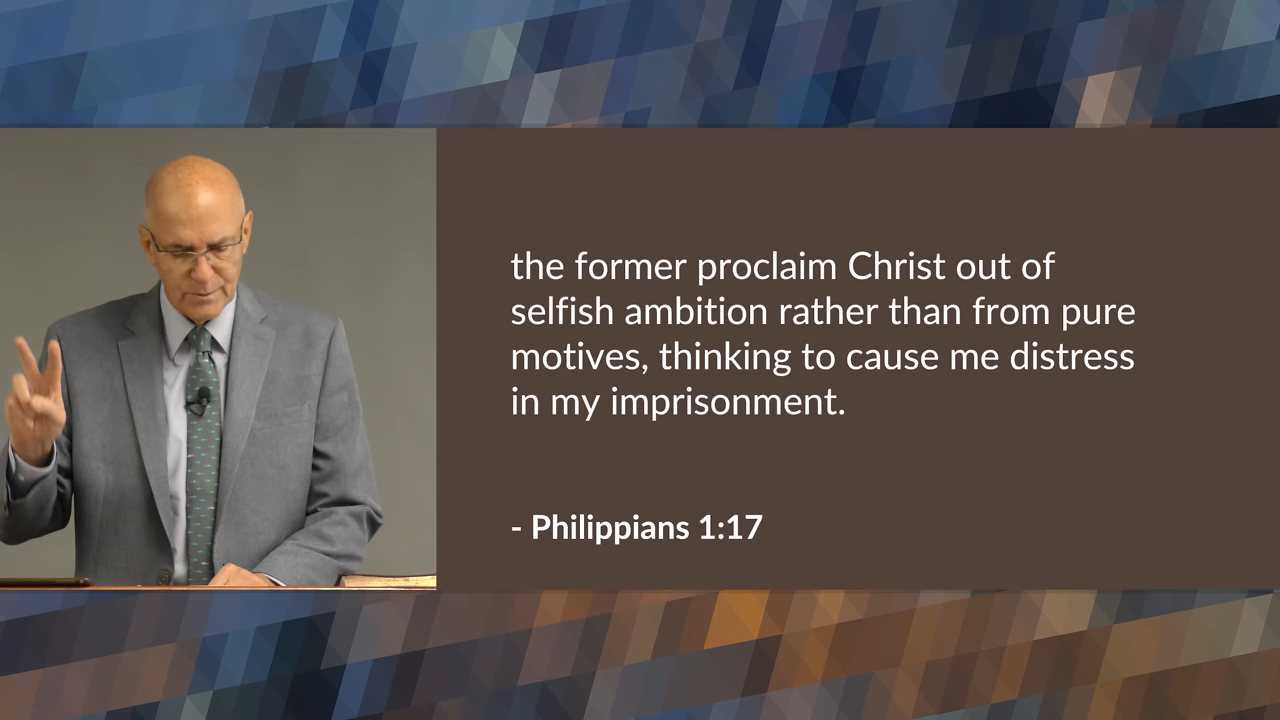 the former proclaim Christ out of
selfish ambition rather than from pure
motives, thinking to cause me distress
in my imprisonment.
- Philippians 1:17